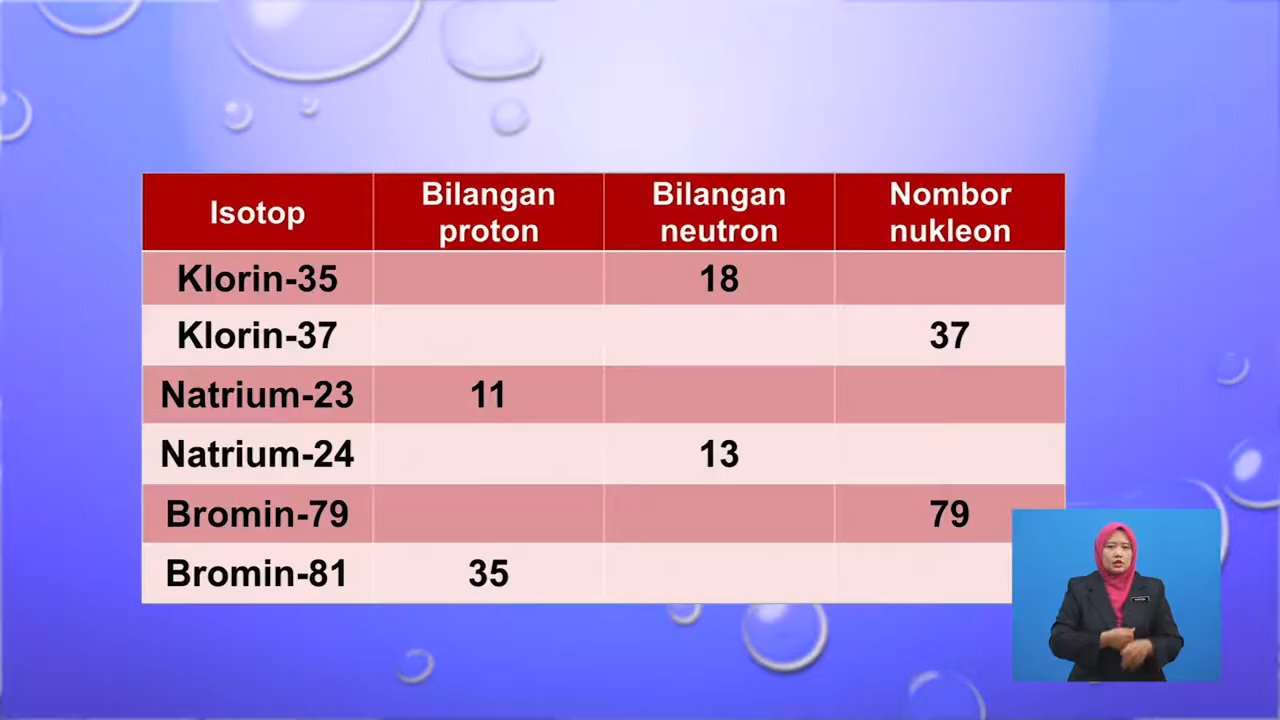 Isotop
Bilangan
proton
Bilangan
neutron
Nombor
nukleon
Klorin-35
18
Klorin-37
37
Natrium-23
11
Natrium-24
13
Bromin-79
79
Bromin-81
35